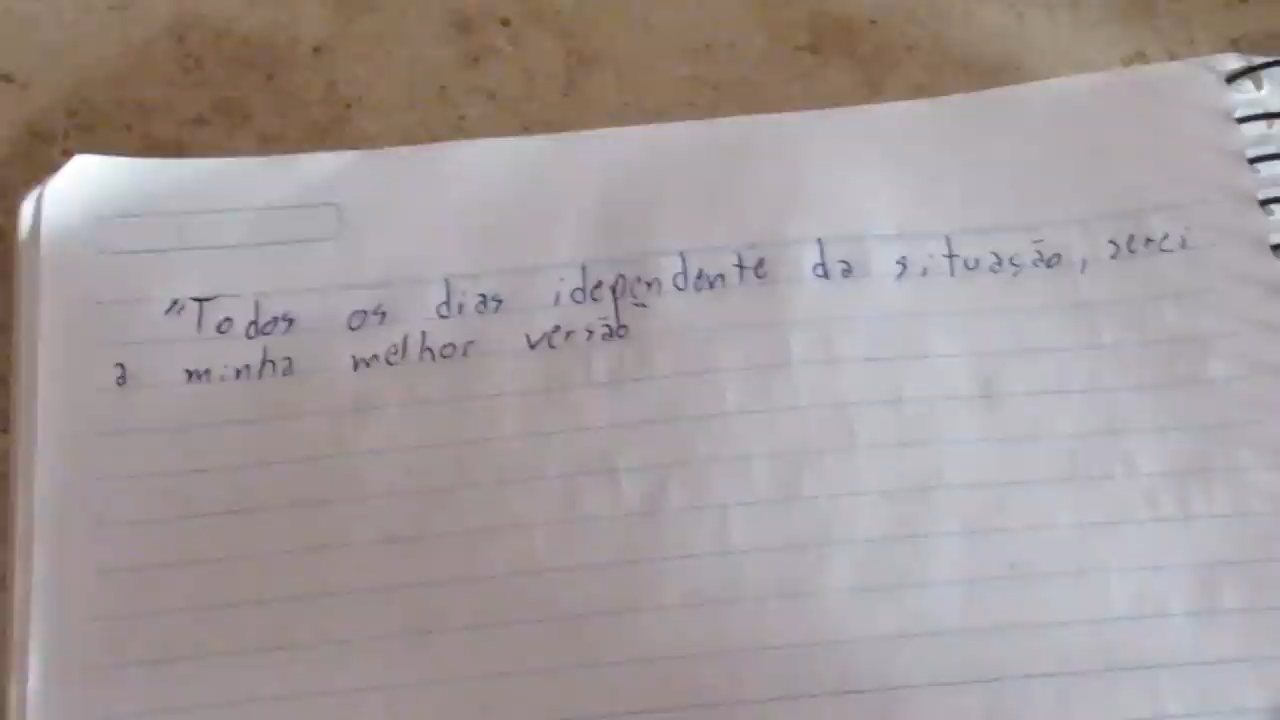 "Todos os dias idependente da situação, serei
a minha melhor versão